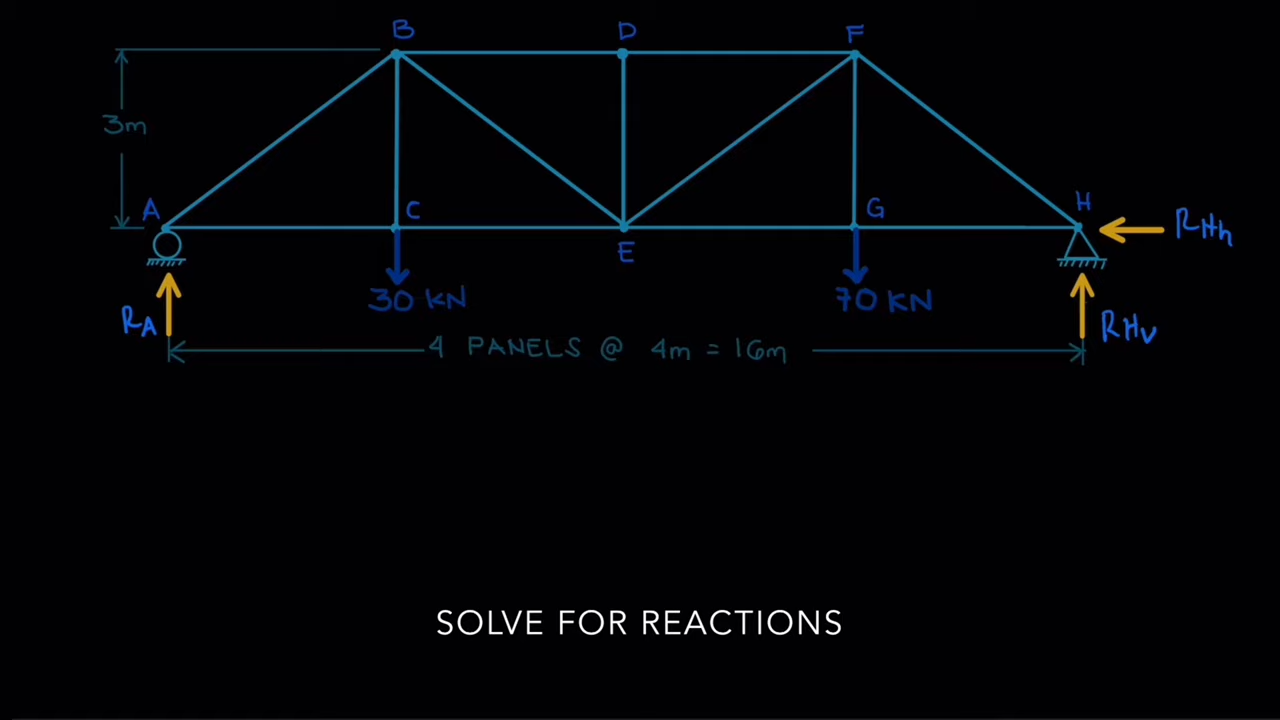 B D F
3m
A C G H
RHh
E
30 kN 70 kN
RA RHv
4 PANELS @ 4m = 16m
SOLVE FOR REACTIONS